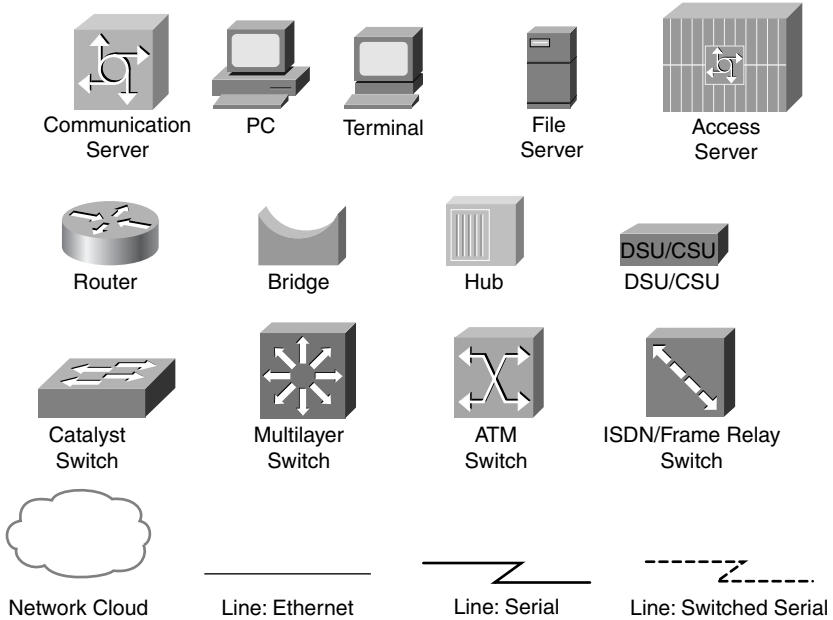 Communication
Server
PC
Terminal
File
Server
Access
Server
Router
Bridge
Hub
DSU/CSU
DSU/CSU
Catalyst
Switch
Multilayer
Switch
ATM
Switch
ISDN/Frame Relay
Switch
Network Cloud
Line: Ethernet
Line: Serial
Line: Switched Serial